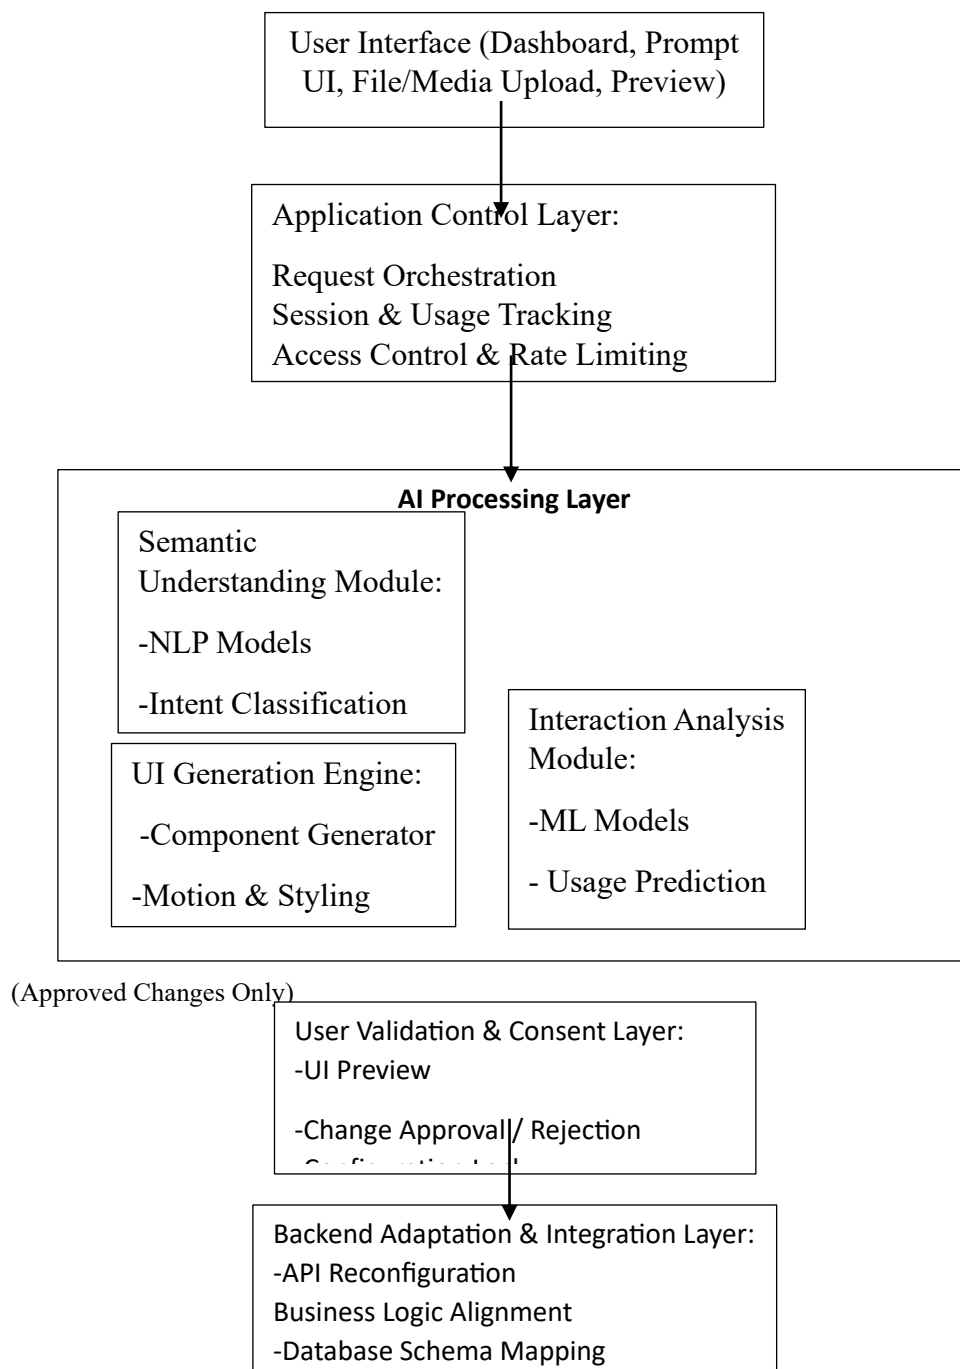 User Interface (Dashboard, Prompt
UI, File/Media Upload, Preview)
Application Control Layer:
Request Orchestration
Session & Usage Tracking
Access Control & Rate Limiting
AI Processing Layer
Semantic
Understanding Module:
-NLP Models
-Intent Classification
UI Generation Engine:
-Component Generator
-Motion & Styling
Interaction Analysis
Module:
-ML Models
- Usage Prediction
(Approved Changes Only)
User Validation & Consent Layer:
-UI Preview
-Change Approval / Rejection
Backend Adaptation & Integration Layer:
-API Reconfiguration
Business Logic Alignment
-Database Schema Mapping